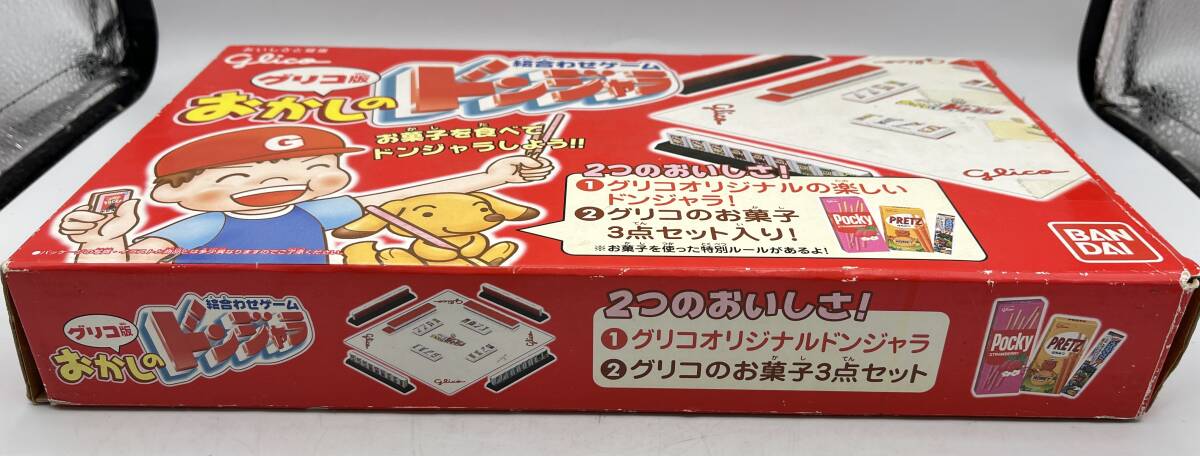 おいしさと健康
glico
グリコ版
絵合わせゲーム
おかしの
ドンジャラ
お菓子を食べて
ドンジャラしよう!!
G
glico
glico
2つのおいしさ!
①グリコオリジナルの楽しい
ドンジャラ!
②グリコのお菓子
3点セット入り!
※お菓子を使った特別ルールがあるよ!
Pocky
PRETZ
BAN
DAI
グリコ版
絵合わせゲーム
おかしの
ドンジャラ
glico
2つのおいしさ!
①グリコオリジナルドンジャラ
②グリコのお菓子3点セット
Pocky
STRAWBERRY
PRETZ